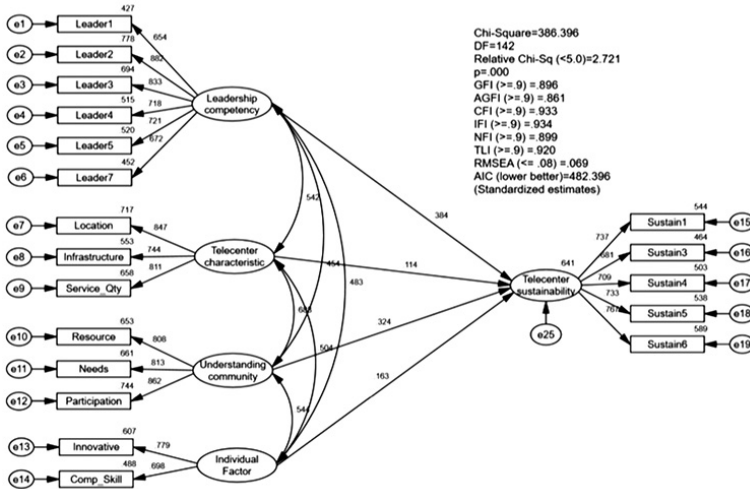 427
e1
Leader1
654
778
e2
Leader2
882
694
e3
Leader3
833
515
e4
Leader4
718
520
e5
Leader5
721
452
e6
Leader7
672
Leadership
competency
717
e7
Location
847
553
e8
Infrastructure
744
658
e9
Service_Qty
811
Telecenter
characteristic
653
e10
Resource
808
661
e11
Needs
813
744
e12
Participation
862
Understanding
community
607
e13
Innovative
779
488
e14
Comp_Skill
698
Individual
Factor
542
454
483
504
544
384
114
324
163
Chi-Square=386.396
DF=142
Relative Chi-Sq (<5.0)=2.721
p=.000
GFI (>=.9) =.896
AGFI (>=.9) =.861
CFI (>=.9) =.933
IFI (>=.9) =.934
NFI (>=.9) =.899
TLI (>=.9) =.920
RMSEA (<= .08) =.069
AIC (lower better)=482.396
(Standardized estimates)
641
Telecenter
sustainability
e25
544
737
Sustain1
e15
464
681
Sustain3
e16
503
709
Sustain4
e17
538
733
Sustain5
e18
589
Sustain6
e19